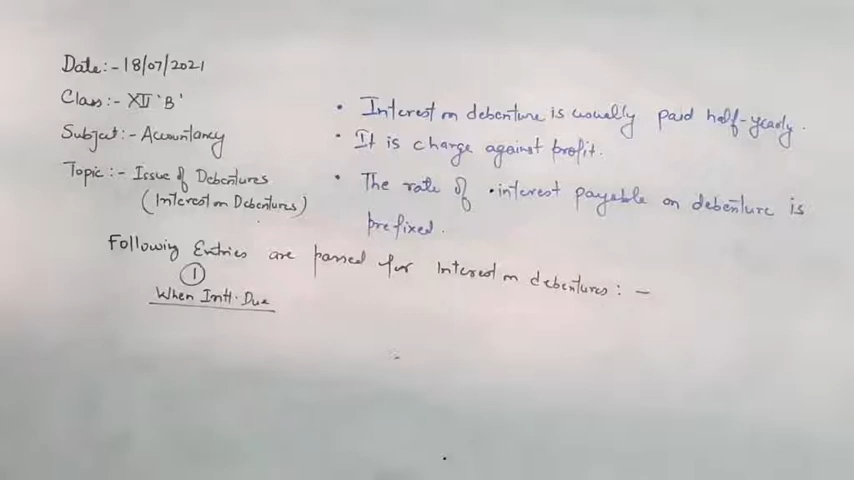 Date:- 18/07/2021
Class:- XII 'B'
Subject:- Accountancy
Topic:- Issue of Debentures
(Interest on Debentures)
• Interest on debenture is usually paid half-yearly.
• It is charge against profit.
• The rate of interest payable on debenture is
prefixed.
Following Entries are passed for Interest on debentures: -
1
When Intt. Due